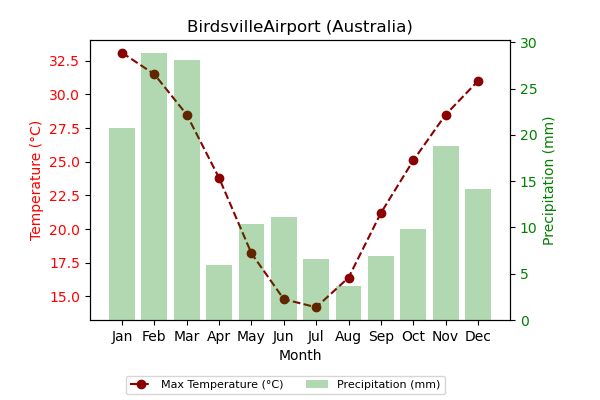 BirdsvilleAirport (Australia)
Temperature (°C)
32.5
30.0
27.5
25.0
22.5
20.0
17.5
15.0
30
25
20
15
10
5
0
Precipitation (mm)
Jan Feb Mar Apr May Jun Jul Aug Sep Oct Nov Dec
Month
Max Temperature (°C) Precipitation (mm)